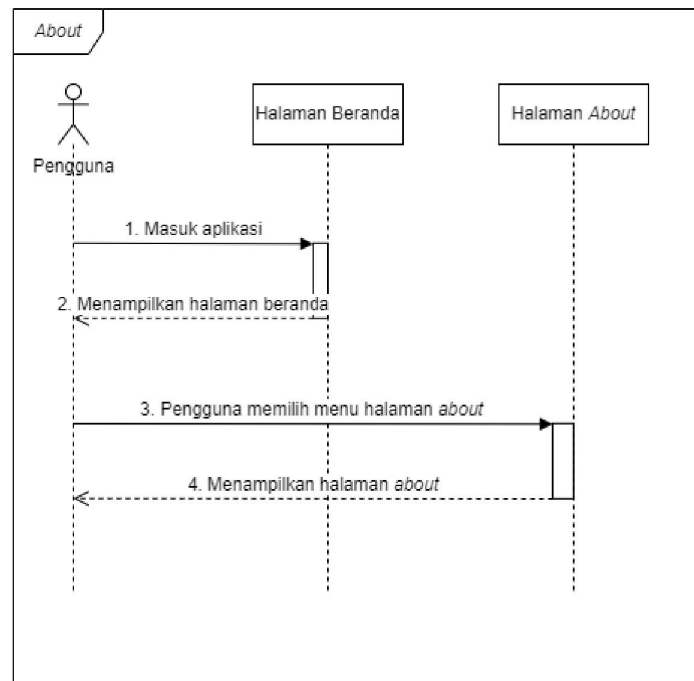 About
Pengguna
Halaman Beranda
Halaman About
1. Masuk aplikasi
2. Menampilkan halaman beranda
3. Pengguna memilih menu halaman about
4. Menampilkan halaman about